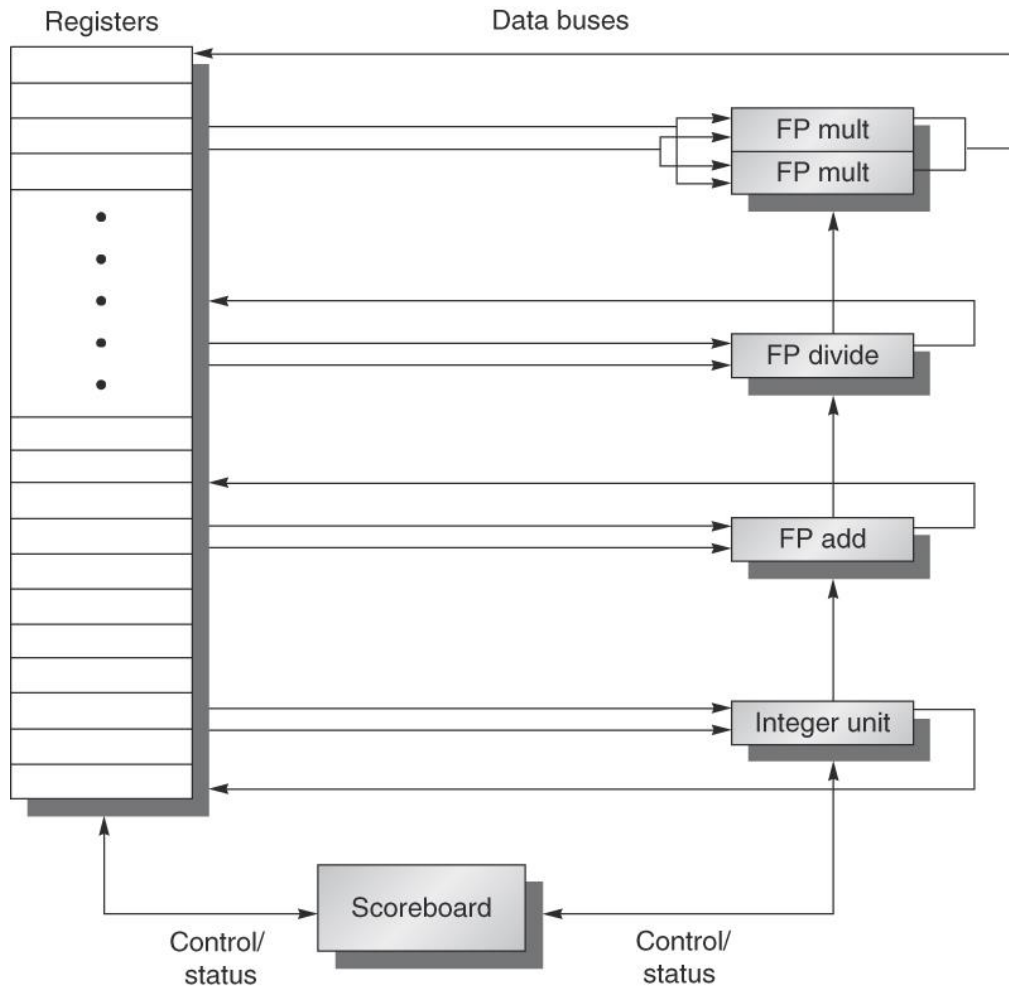 Registers
Data buses
FP mult
FP mult
FP divide
FP add
Integer unit
Scoreboard
Control/
status
Control/
status